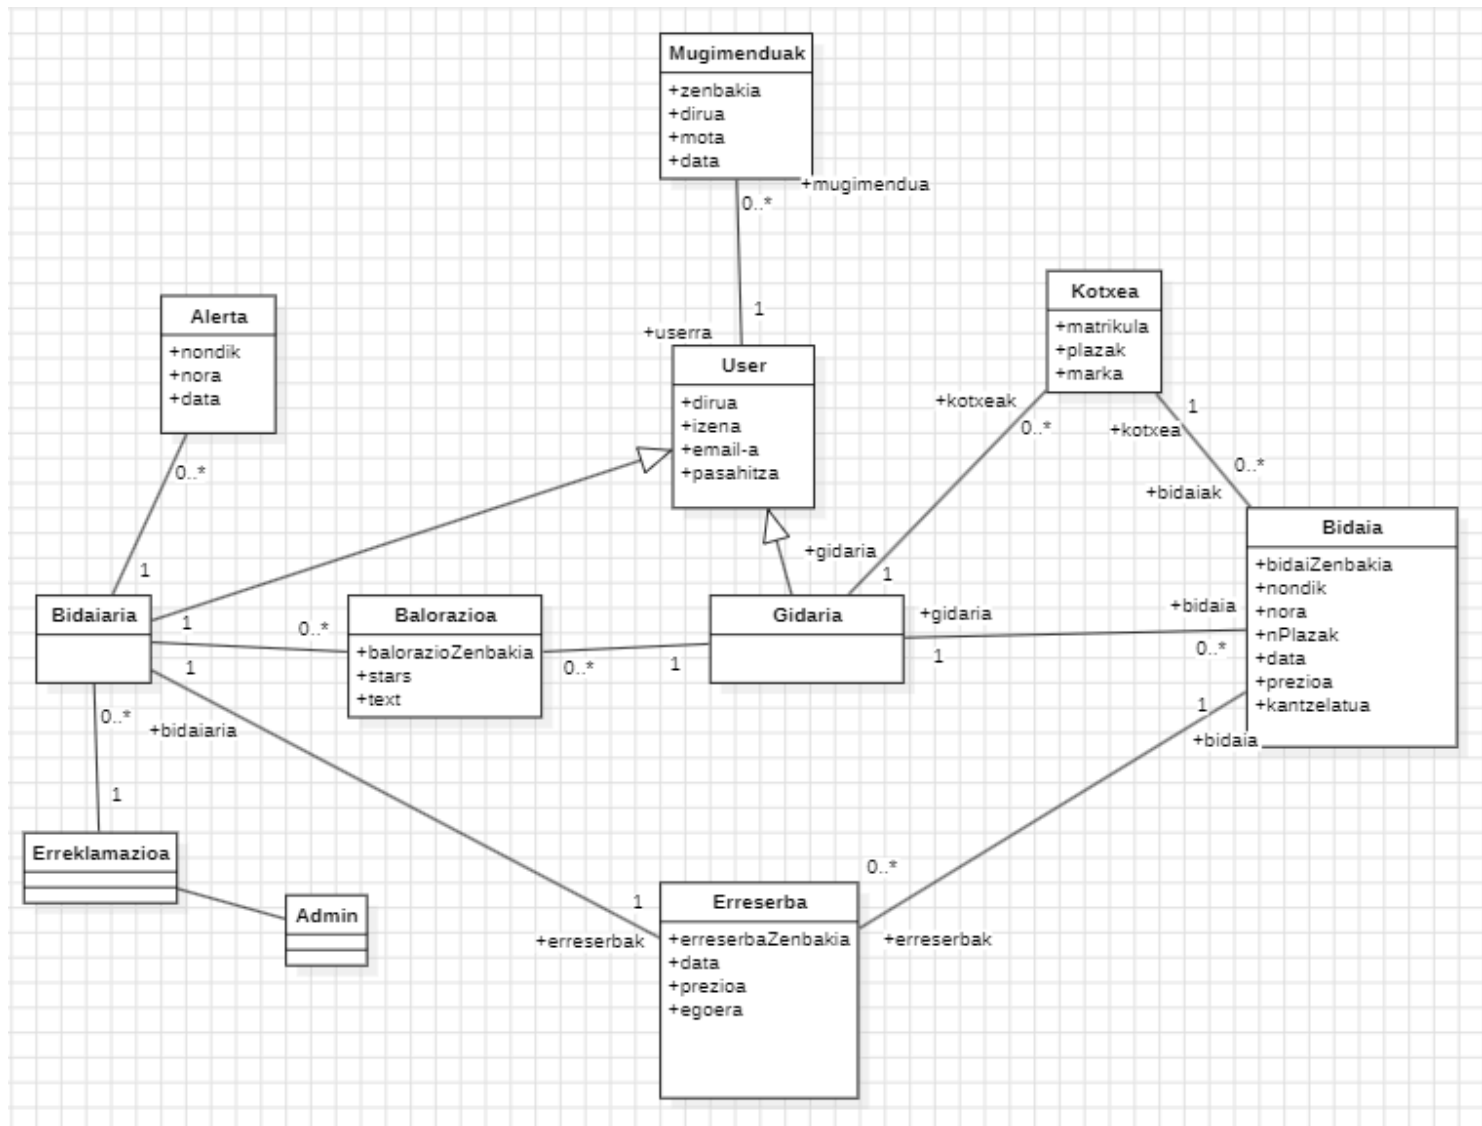 Mugimenduak
+zenbakia
+dirua
+mota
+data
+mugimendua
0..*
1
+userra
User
+dirua
+izena
+email-a
+pasahitza
Alerta
+nondik
+nora
+data
0..*
1
Kotxea
+matrikula
+plazak
+marka
+kotxeak
0..*
1
+kotxea
0..*
+bidaiak
+gidaria
1
Bidaia
+bidaiZenbakia
+nondik
+nora
+nPlazak
+data
+prezioa
+kantzelatua
Bidaiaria
1
0..*
Balorazioa
+balorazioZenbakia
+stars
+text
0..*
1
Gidaria
+gidaria
1
+bidaia
0..*
1
+bidaiaria
0..*
1
1
+bidaia
Erreklamazioa
Admin
1
+erreserbak
Erreserba
+erreserbaZenbakia
+data
+prezioa
+egoera
0..*
+erreserbak